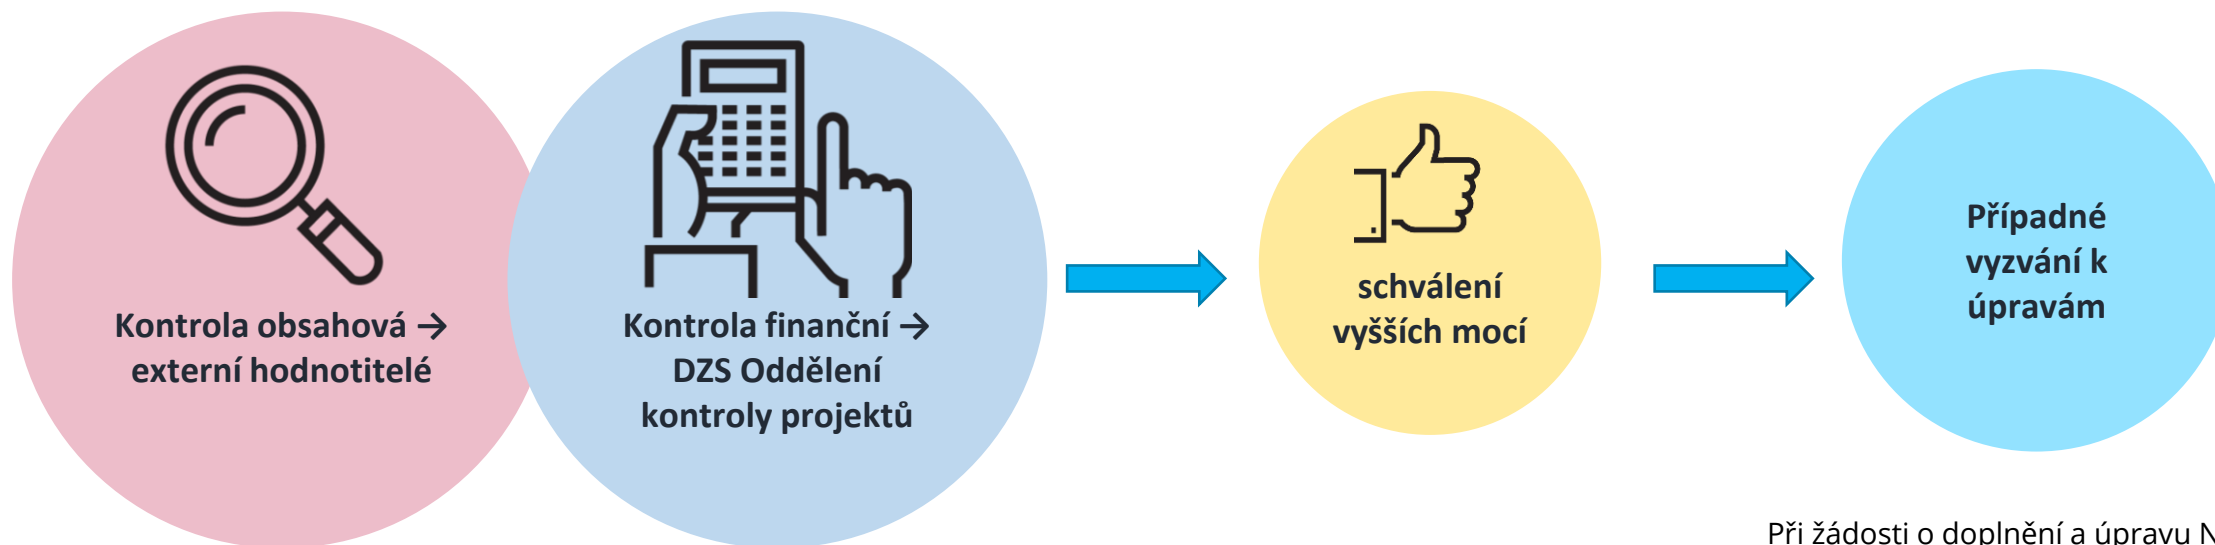 Kontrola obsahová →
externí hodnotitelé
Kontrola finanční →
DZS Oddělení
kontroly projektů
schválení
vyšších mocí
Případné
vyzvání k
úpravám
Při žádosti o doplnění a úpravu